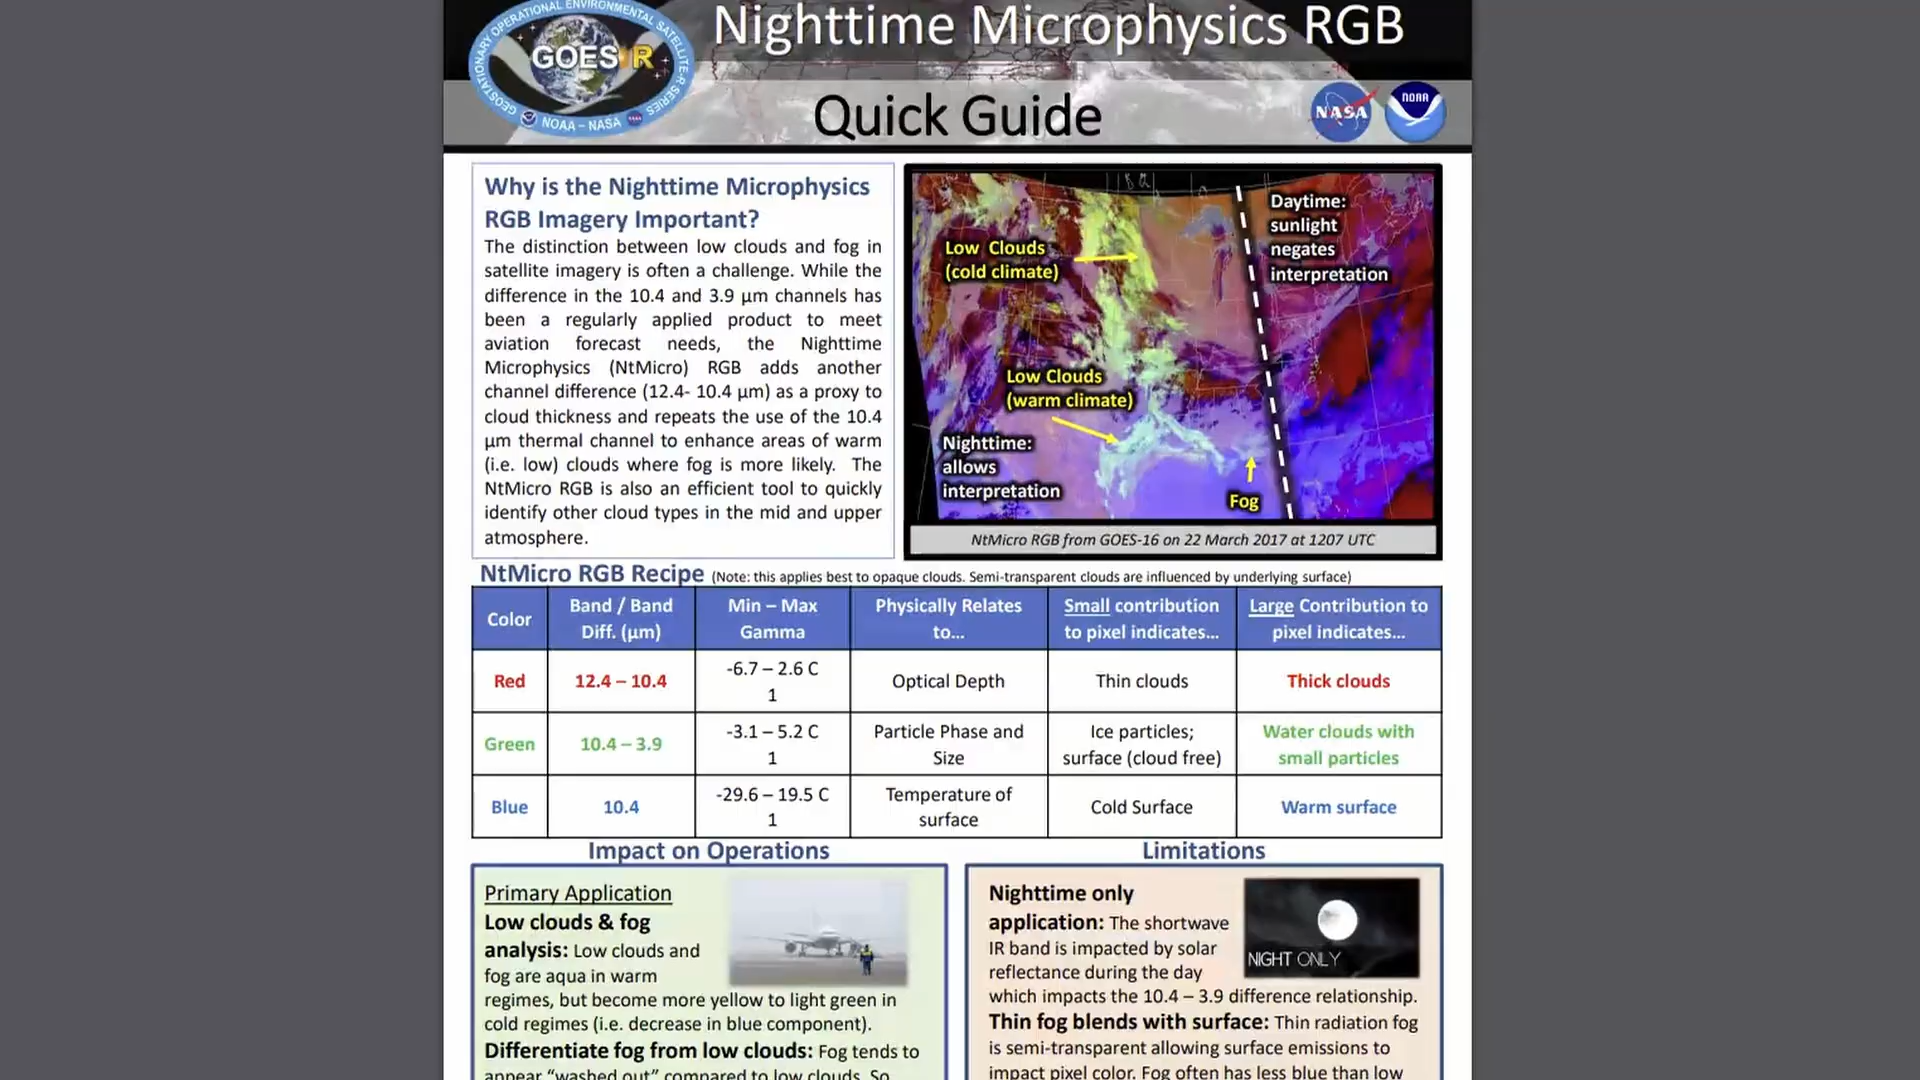 Nighttime Microphysics RGB
Quick Guide
GEOSTATIONARY OPERATIONAL ENVIRONMENTAL SATELLITE-R SERIES
GOES R
NOAA – NASA
NASA
NOAA
Why is the Nighttime Microphysics
RGB Imagery Important?
The distinction between low clouds and fog in
satellite imagery is often a challenge. While the
difference in the 10.4 and 3.9 µm channels has
been a regularly applied product to meet
aviation forecast needs, the Nighttime
Microphysics (NtMicro) RGB adds another
channel difference (12.4- 10.4 µm) as a proxy to
cloud thickness and repeats the use of the 10.4
µm thermal channel to enhance areas of warm
(i.e. low) clouds where fog is more likely. The
NtMicro RGB is also an efficient tool to quickly
identify other cloud types in the mid and upper
atmosphere.
Low Clouds
(cold climate)
Daytime:
sunlight
negates
interpretation
Low Clouds
(warm climate)
Nighttime:
allows
interpretation
Fog
NtMicro RGB from GOES-16 on 22 March 2017 at 1207 UTC
NtMicro RGB Recipe (Note: this applies best to opaque clouds. Semi-transparent clouds are influenced by underlying surface)
Color
Band / Band
Diff. (µm)
Min – Max
Gamma
Physically Relates
to…
Small contribution
to pixel indicates…
Large Contribution to
pixel indicates…
Red
12.4 – 10.4
-6.7 – 2.6 C
1
Optical Depth
Thin clouds
Thick clouds
Green
10.4 – 3.9
-3.1 – 5.2 C
1
Particle Phase and
Size
Ice particles;
surface (cloud free)
Water clouds with
small particles
Blue
10.4
-29.6 – 19.5 C
1
Temperature of
surface
Cold Surface
Warm surface
Impact on Operations
Primary Application
Low clouds & fog
analysis: Low clouds and
fog are aqua in warm
regimes, but become more yellow to light green in
cold regimes (i.e. decrease in blue component).
Differentiate fog from low clouds: Fog tends to
appear “washed out” compared to low clouds. So
Limitations
Nighttime only
application: The shortwave
IR band is impacted by solar
reflectance during the day
which impacts the 10.4 – 3.9 difference relationship.
NIGHT ONLY
Thin fog blends with surface: Thin radiation fog
is semi-transparent allowing surface emissions to
impact pixel color. Fog often has less blue than low